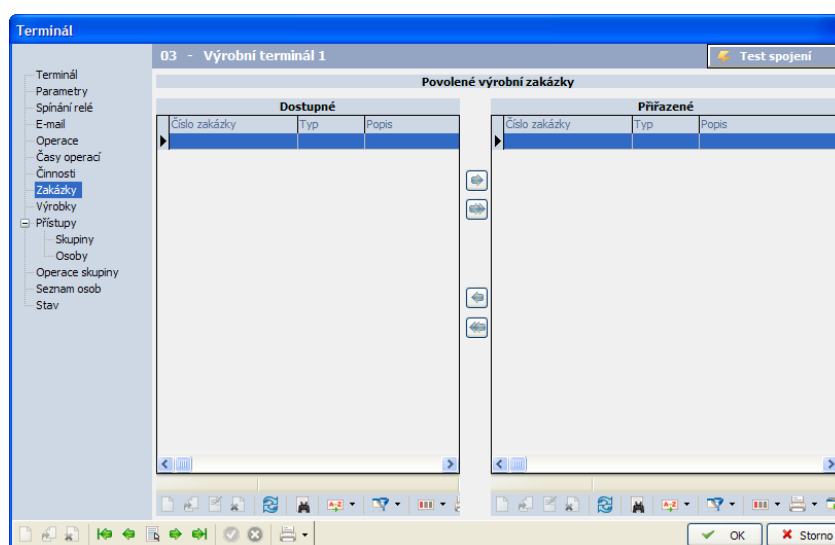 Terminál
03 - Výrobní terminál 1
Test spojení
Terminál
Parametry
Spínání relé
E-mail
Operace
Časy operací
Činnosti
Zakázky
Výrobky
Přístupy
Skupiny
Osoby
Operace skupiny
Seznam osob
Stav
Povolené výrobní zakázky
Dostupné
Číslo zakázky Typ Popis
Přiřazené
Číslo zakázky Typ Popis
OK
Storno